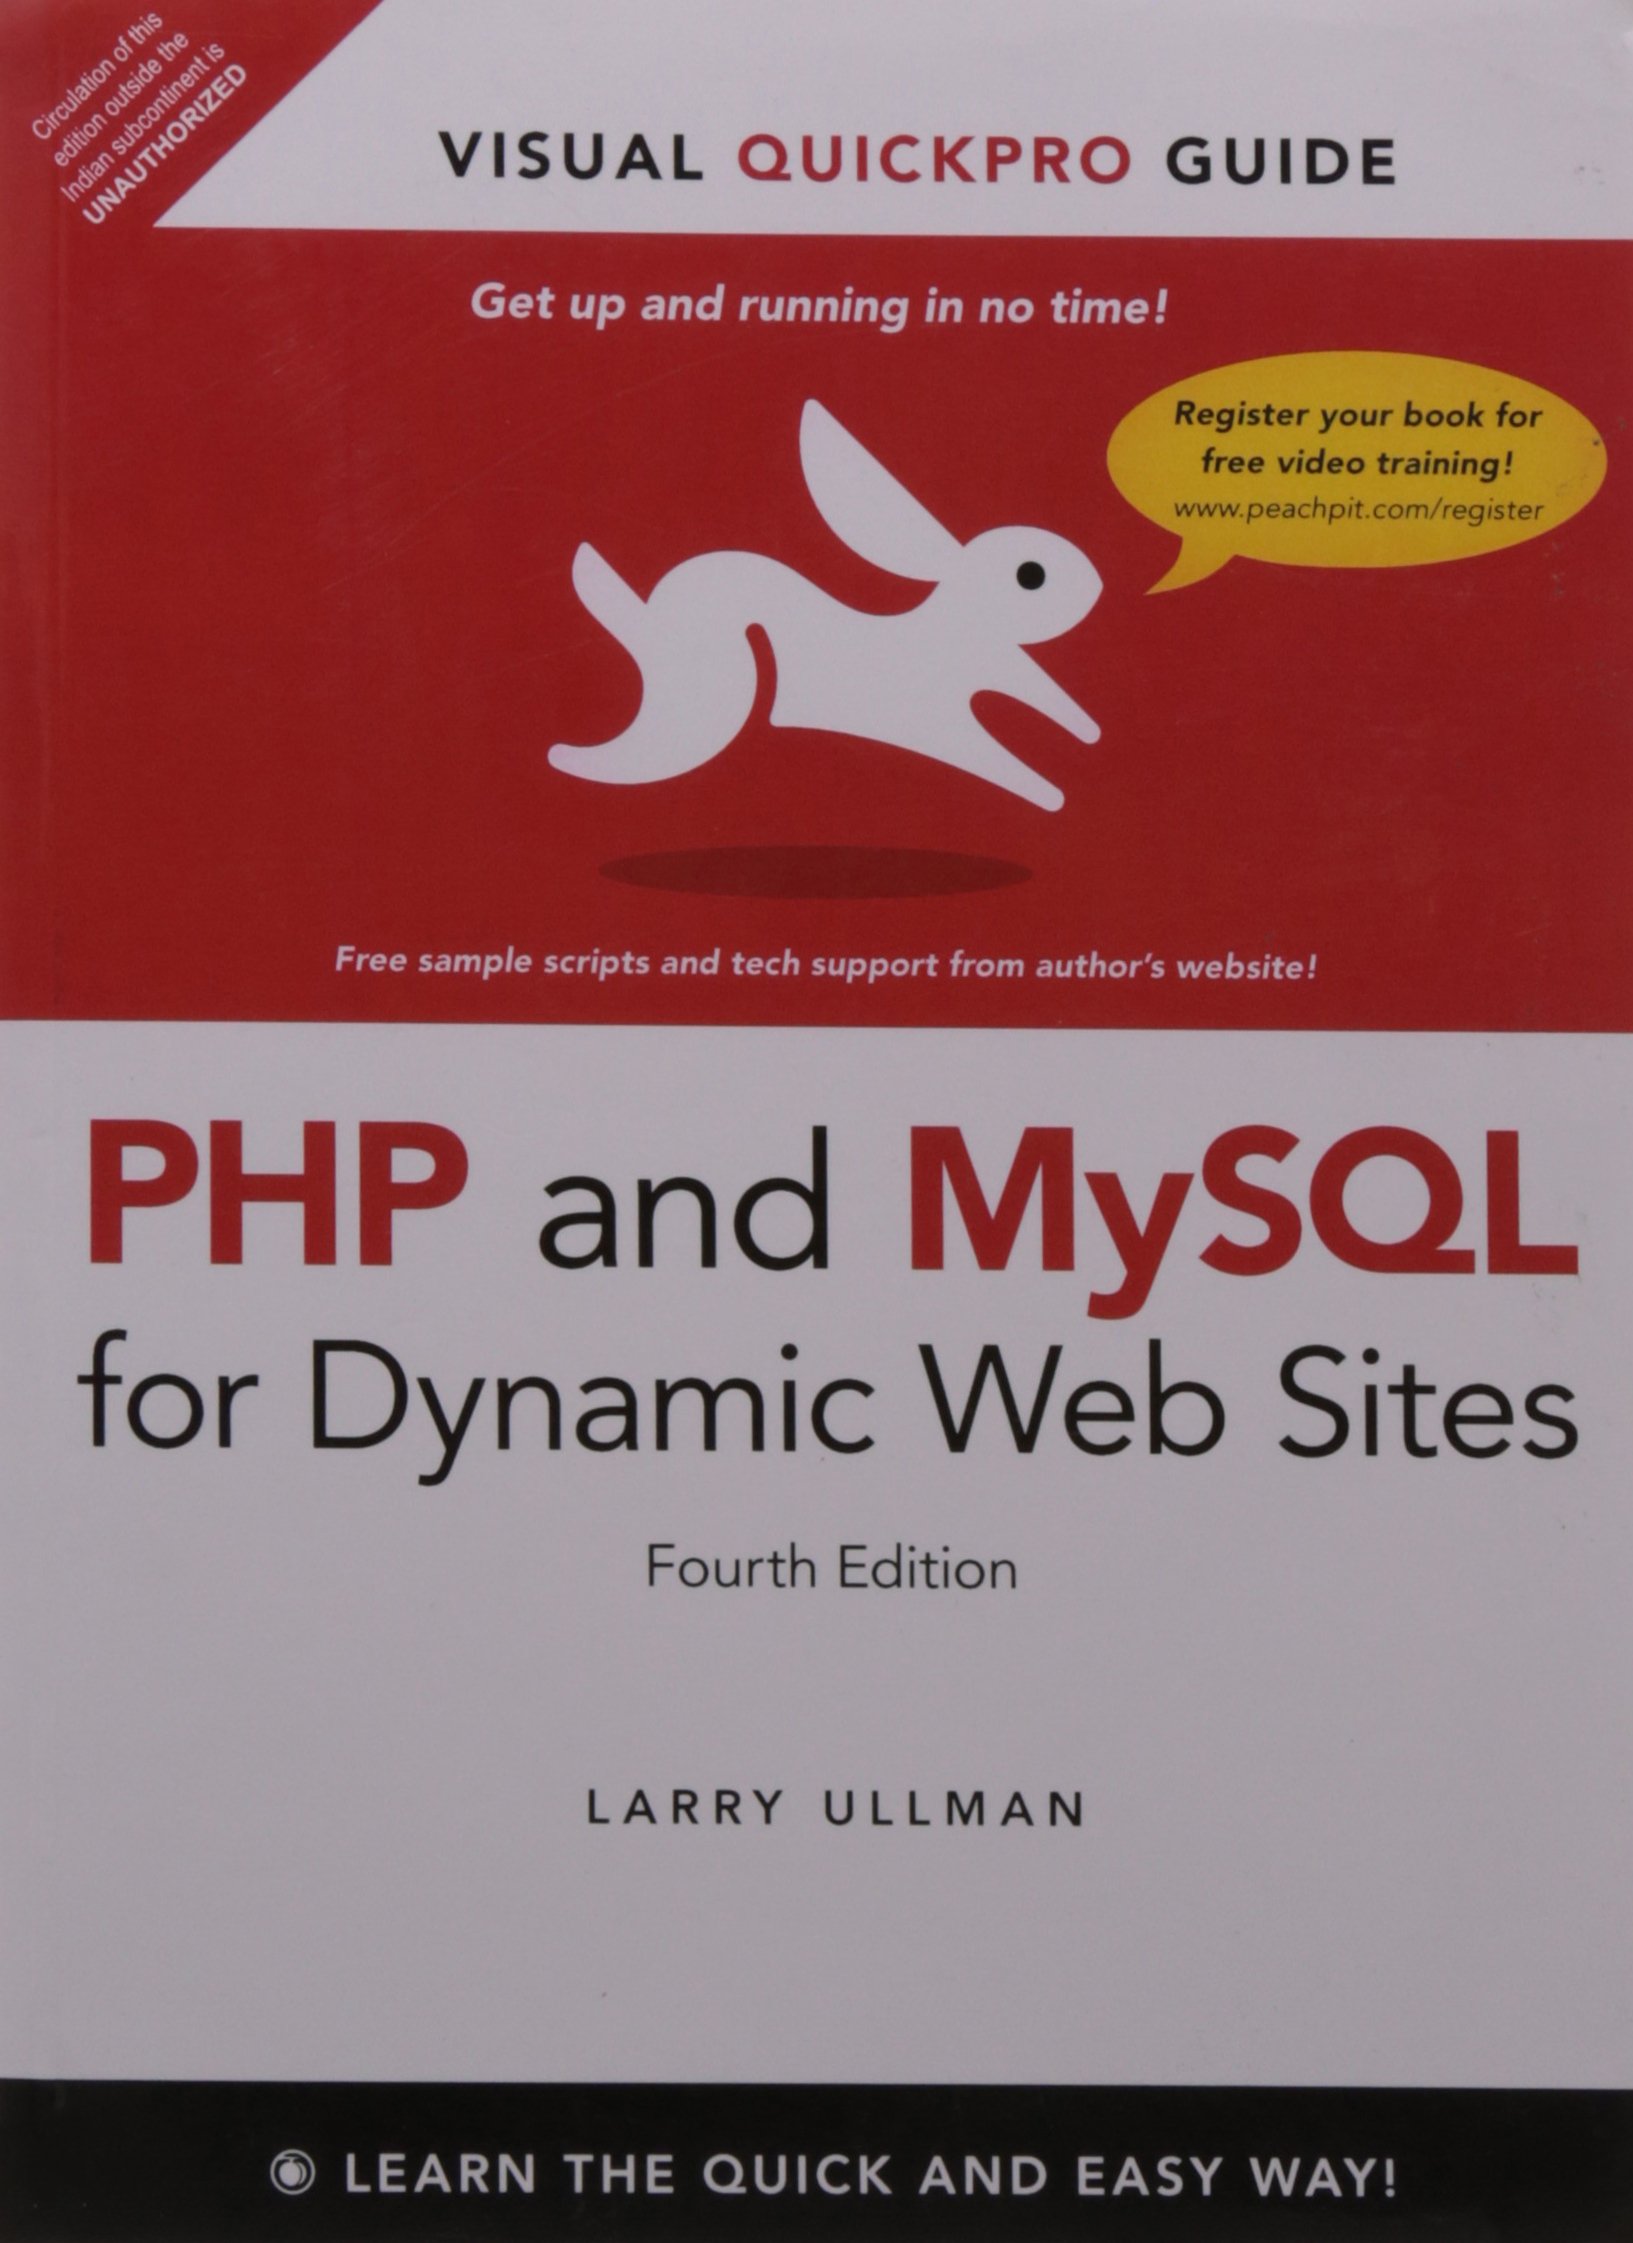 Circulation of this
edition outside the
Indian subcontinent is
UNAUTHORIZED
VISUAL QUICKPRO GUIDE
Get up and running in no time!
Register your book for
free video training!
www.peachpit.com/register
Free sample scripts and tech support from author's website!
PHP and MySQL
for Dynamic Web Sites
Fourth Edition
LARRY ULLMAN
LEARN THE QUICK AND EASY WAY!